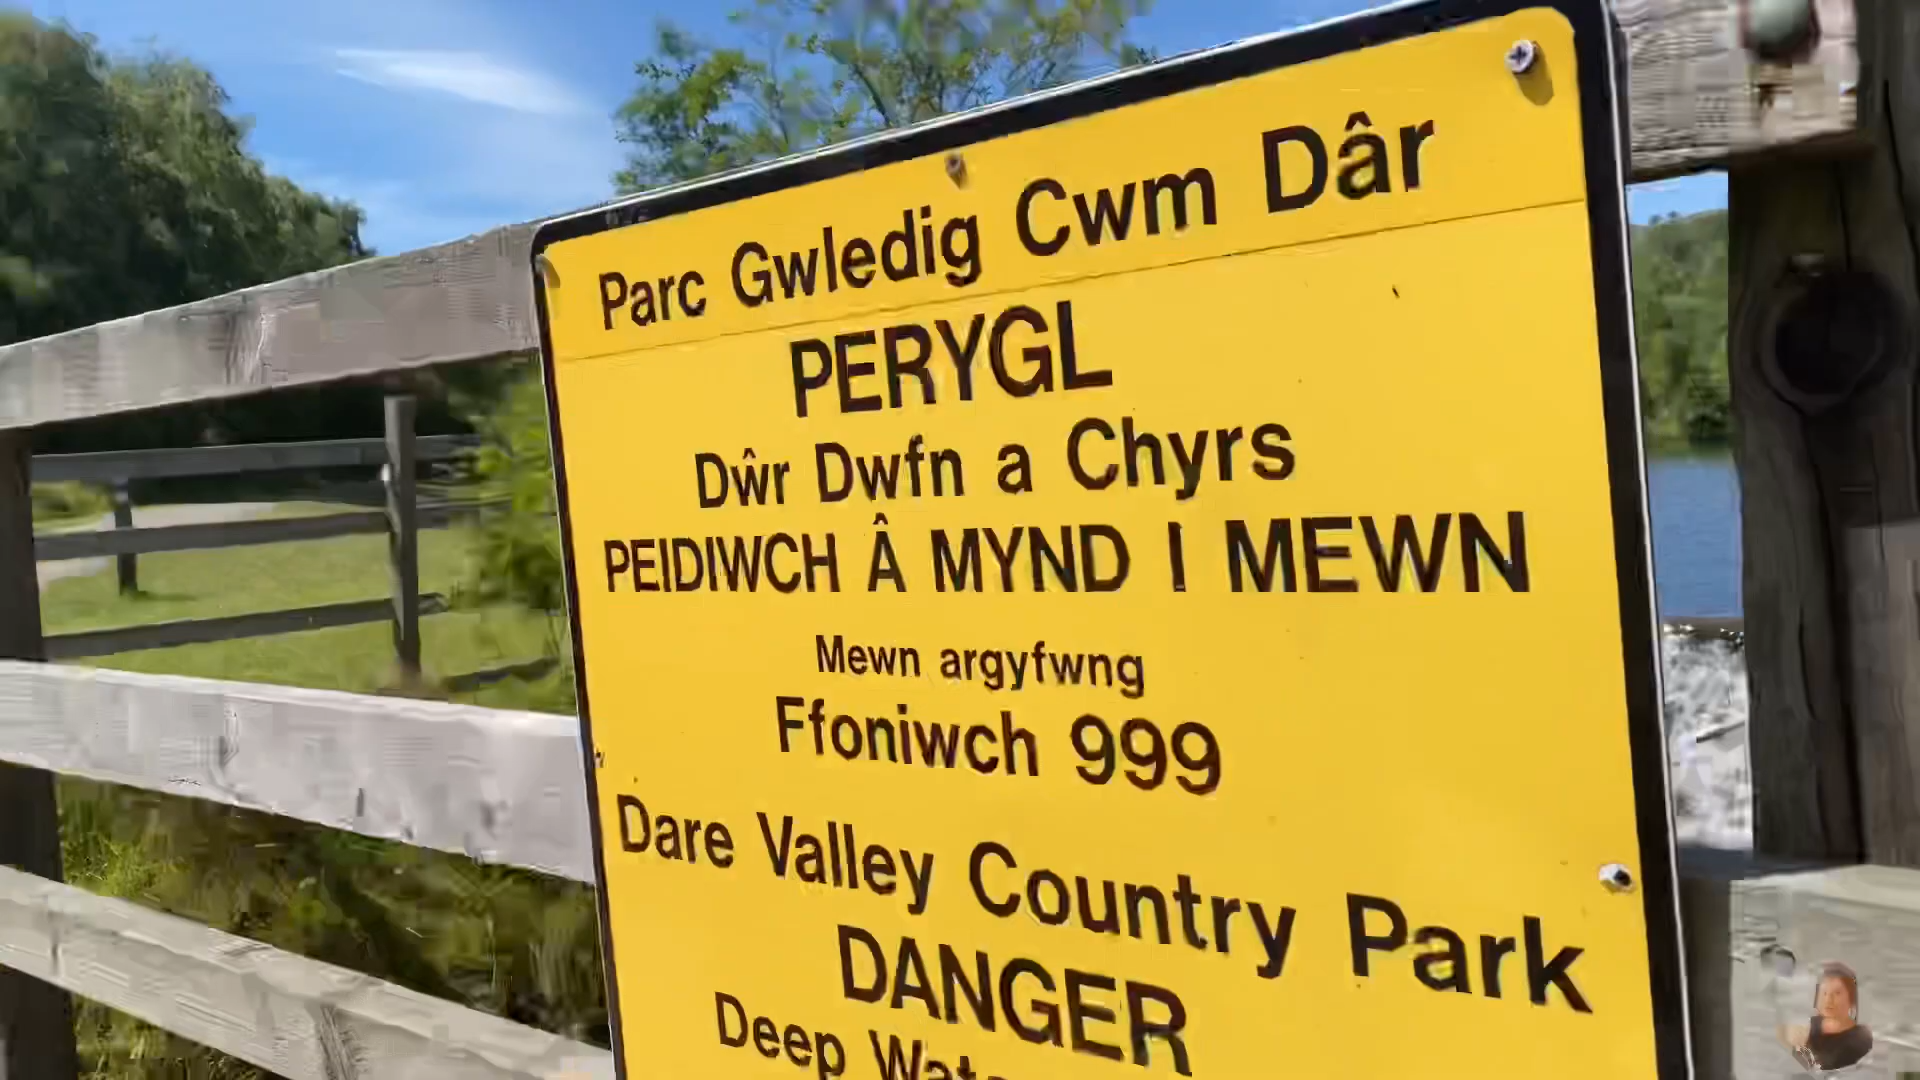 Parc Gwledig Cwm Dâr
PERYGL
Dŵr Dwfn a Chyrs
PEIDIWCH Â MYND I MEWN
Mewn argyfwng
Ffoniwch 999
Dare Valley Country Park
DANGER
Deep